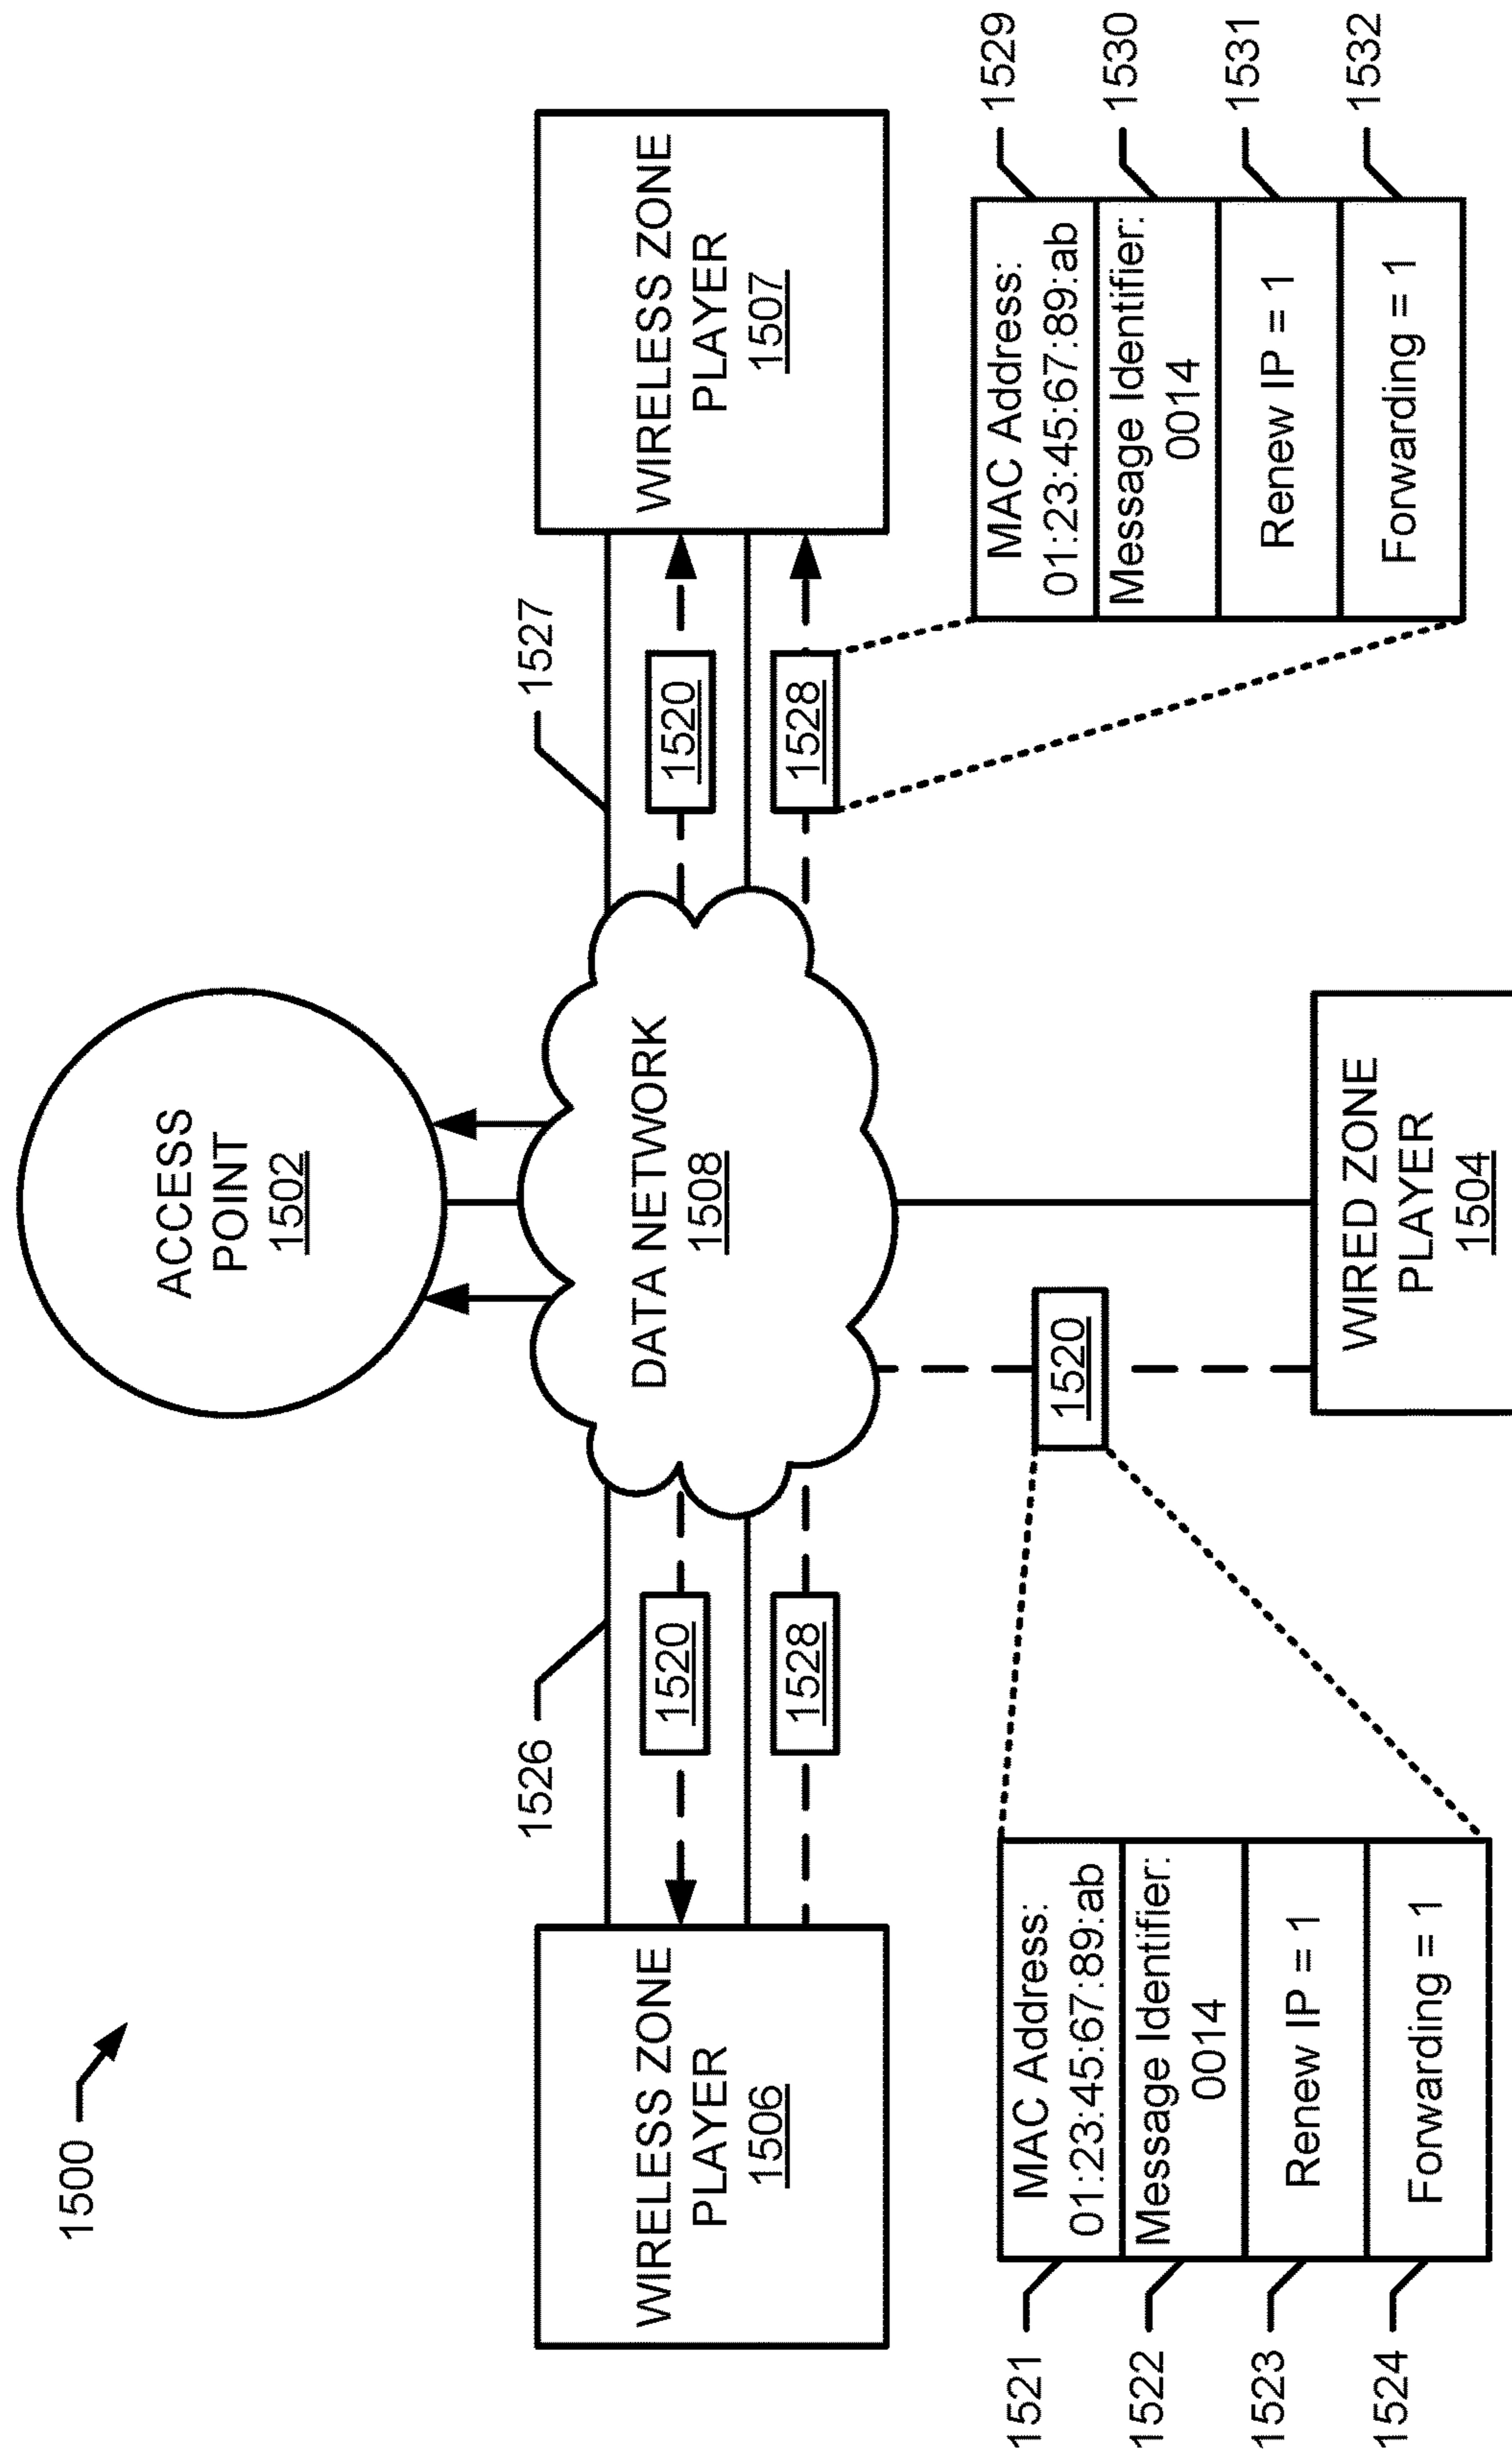 1500
ACCESS
POINT
1502
1526
1527
WIRELESS ZONE
PLAYER
1506
1520
1528
DATA NETWORK
1508
1520
1528
WIRELESS ZONE
PLAYER
1507
1521
1522
1523
1524
MAC Address:
01:23:45:67:89:ab
Message Identifier:
0014
Renew IP = 1
Forwarding = 1
1520
WIRED ZONE
PLAYER
1504
MAC Address:
01:23:45:67:89:ab
Message Identifier:
0014
Renew IP = 1
Forwarding = 1
1529
1530
1531
1532